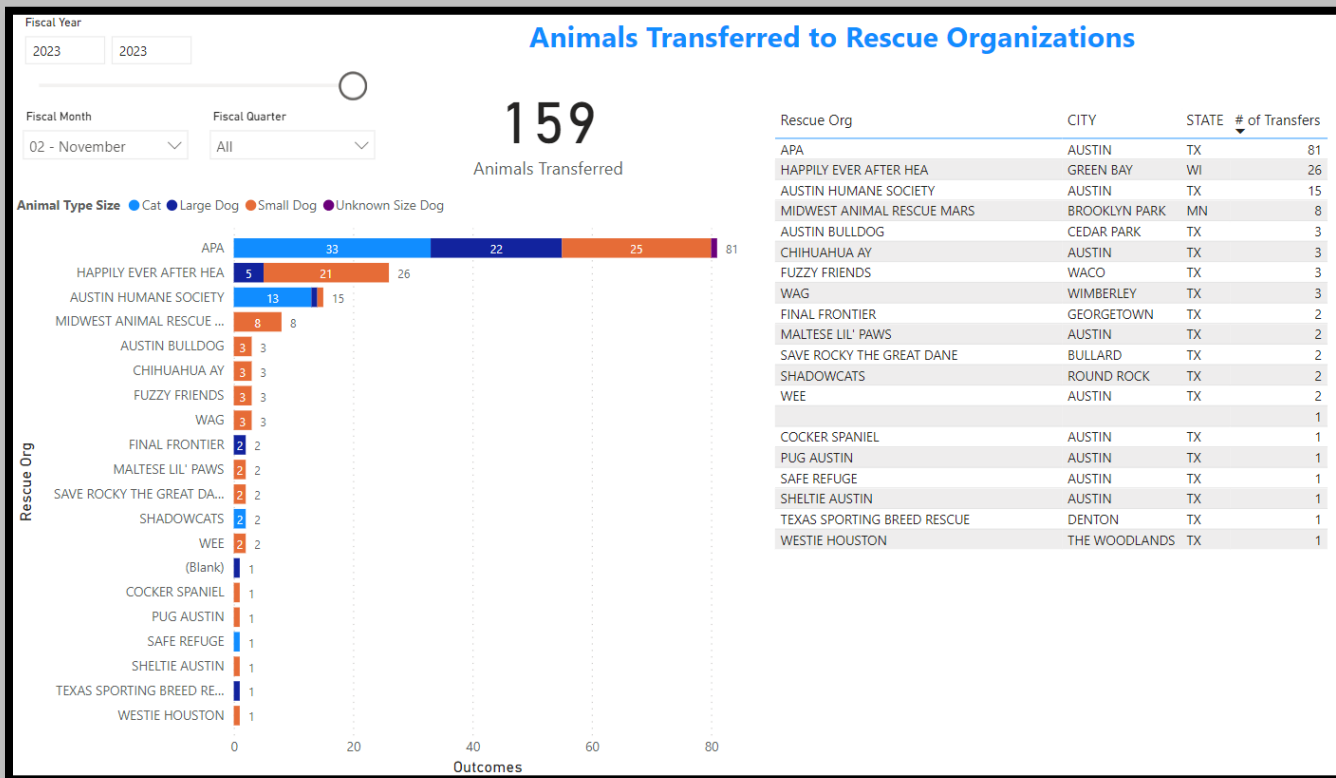 Fiscal Year
2023 2023
Animals Transferred to Rescue Organizations
Fiscal Month Fiscal Quarter
02 - November All
159
Animals Transferred
Animal Type Size Cat Large Dog Small Dog Unknown Size Dog
Rescue Org
APA 33 22 25 81
HAPPILY EVER AFTER HEA 5 21 26
AUSTIN HUMANE SOCIETY 13 15
MIDWEST ANIMAL RESCUE ... 8 8
AUSTIN BULLDOG 3 3
CHIHUAHUA AY 3 3
FUZZY FRIENDS 3 3
WAG 3 3
FINAL FRONTIER 2 2
MALTESE LIL' PAWS 2 2
SAVE ROCKY THE GREAT DA... 2 2
SHADOWCATS 2 2
WEE 2 2
(Blank) 1
COCKER SPANIEL 1
PUG AUSTIN 1
SAFE REFUGE 1
SHELTIE AUSTIN 1
TEXAS SPORTING BREED RE... 1
WESTIE HOUSTON 1
0 20 40 60 80
Outcomes
Rescue Org CITY STATE # of Transfers
APA AUSTIN TX 81
HAPPILY EVER AFTER HEA GREEN BAY WI 26
AUSTIN HUMANE SOCIETY AUSTIN TX 15
MIDWEST ANIMAL RESCUE MARS BROOKLYN PARK MN 8
AUSTIN BULLDOG CEDAR PARK TX 3
CHIHUAHUA AY AUSTIN TX 3
FUZZY FRIENDS WACO TX 3
WAG WIMBERLEY TX 3
FINAL FRONTIER GEORGETOWN TX 2
MALTESE LIL' PAWS AUSTIN TX 2
SAVE ROCKY THE GREAT DANE BULLARD TX 2
SHADOWCATS ROUND ROCK TX 2
WEE AUSTIN TX 2
1
COCKER SPANIEL AUSTIN TX 1
PUG AUSTIN AUSTIN TX 1
SAFE REFUGE AUSTIN TX 1
SHELTIE AUSTIN AUSTIN TX 1
TEXAS SPORTING BREED RESCUE DENTON TX 1
WESTIE HOUSTON THE WOODLANDS TX 1